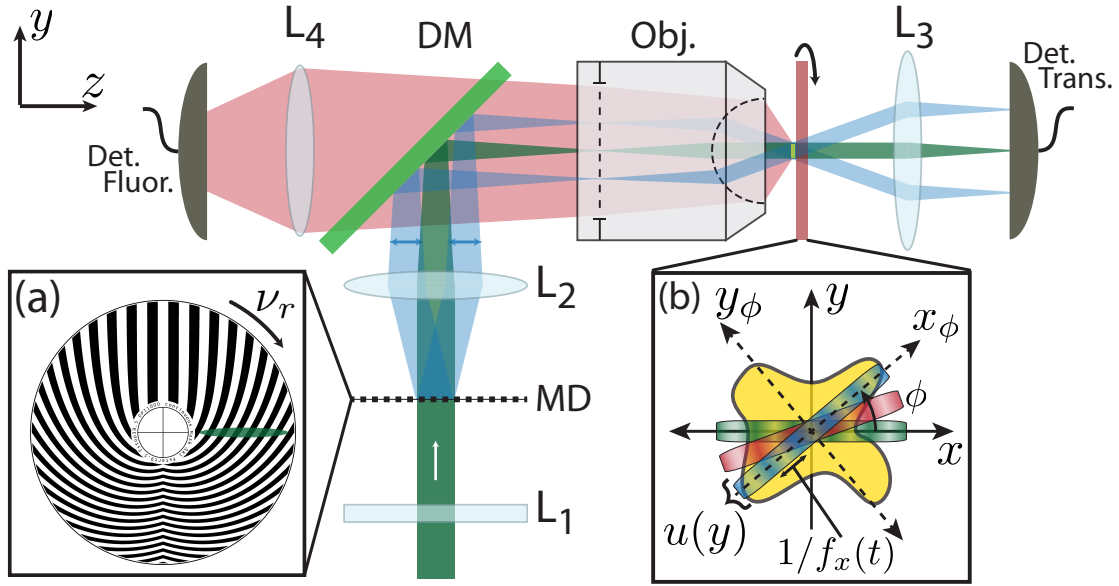 y
z
L4
DM
Obj.
L3
Det.
Trans.
Det.
Fluor.
(a)
νr
L2
MD
L1
(b)
yϕ
y
xϕ
ϕ
x
u(y)
1/fx(t)